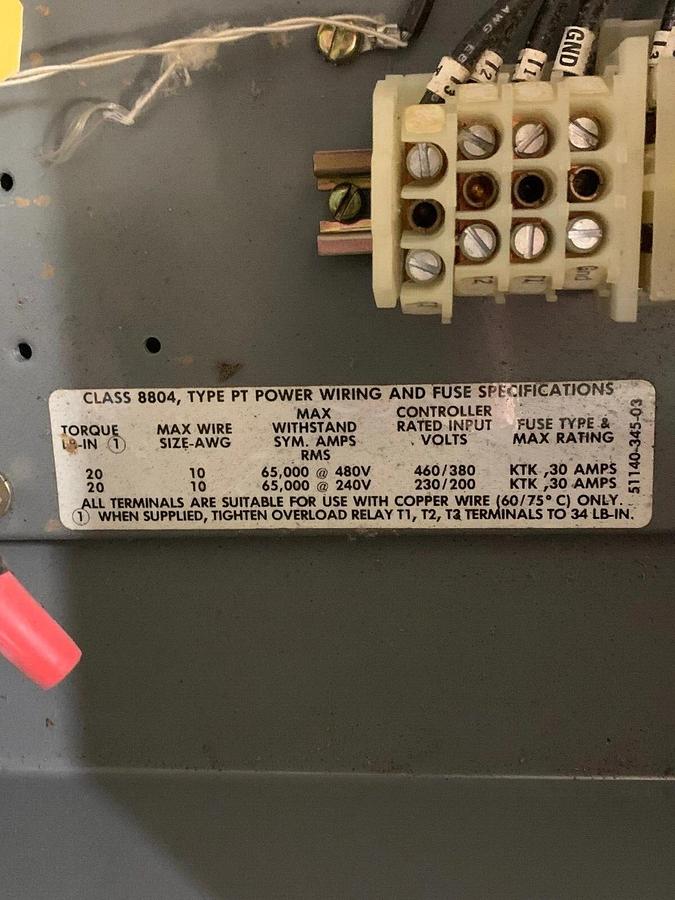 AWG
T3
T2
T1
GND
T2
T1
Gnd
CLASS 8804, TYPE PT POWER WIRING AND FUSE SPECIFICATIONS
TORQUE LB-IN ① MAX WIRE SIZE-AWG MAX WITHSTAND SYM. AMPS RMS CONTROLLER RATED INPUT VOLTS FUSE TYPE & MAX RATING
20 10 65,000 @ 480V 460/380 KTK ,30 AMPS
20 10 65,000 @ 240V 230/200 KTK ,30 AMPS
ALL TERMINALS ARE SUITABLE FOR USE WITH COPPER WIRE (60/75°C) ONLY.
① WHEN SUPPLIED, TIGHTEN OVERLOAD RELAY T1, T2, T3 TERMINALS TO 34 LB-IN.
51140-345-03